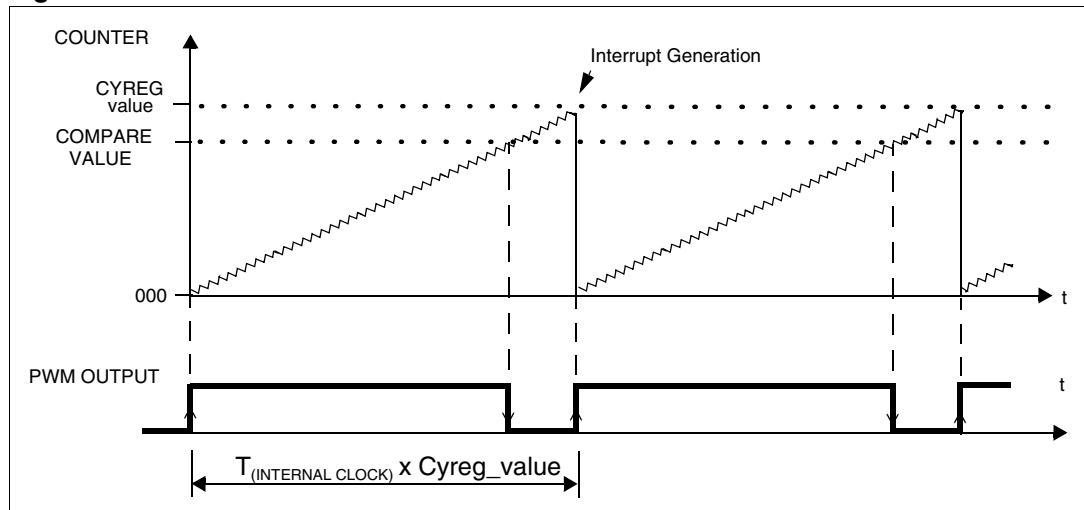 COUNTER
Interrupt Generation
CYREG
value
COMPARE
VALUE
000
t
PWM OUTPUT
t
T(INTERNAL CLOCK) x Cyreg_value